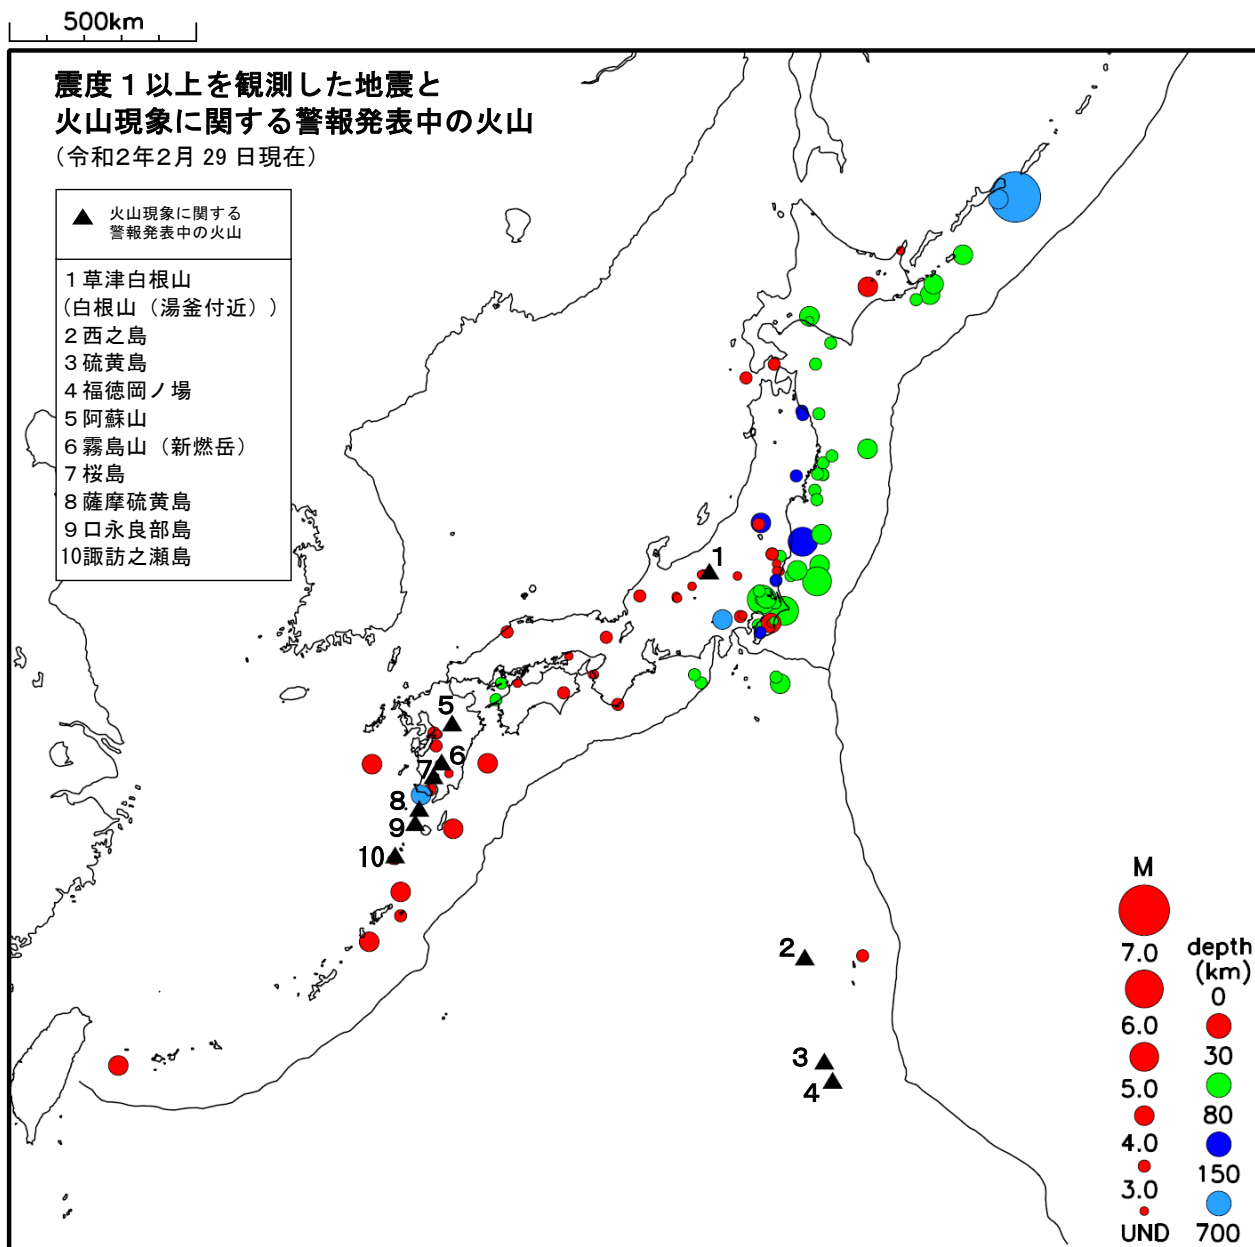 500km
震度１以上を観測した地震と
火山現象に関する警報発表中の火山
（令和2年2月 29 日現在）
▲ 火山現象に関する
警報発表中の火山
1 草津白根山
(白根山（湯釜付近）)
2 西之島
3 硫黄島
4 福徳岡ノ場
5 阿蘇山
6 霧島山（新燃岳）
7 桜島
8 薩摩硫黄島
9 口永良部島
10 諏訪之瀬島
1
5
6
7
8
9
10
2
3
4
M
7.0
6.0
5.0
4.0
3.0
UND
depth
(km)
0
30
80
150
700